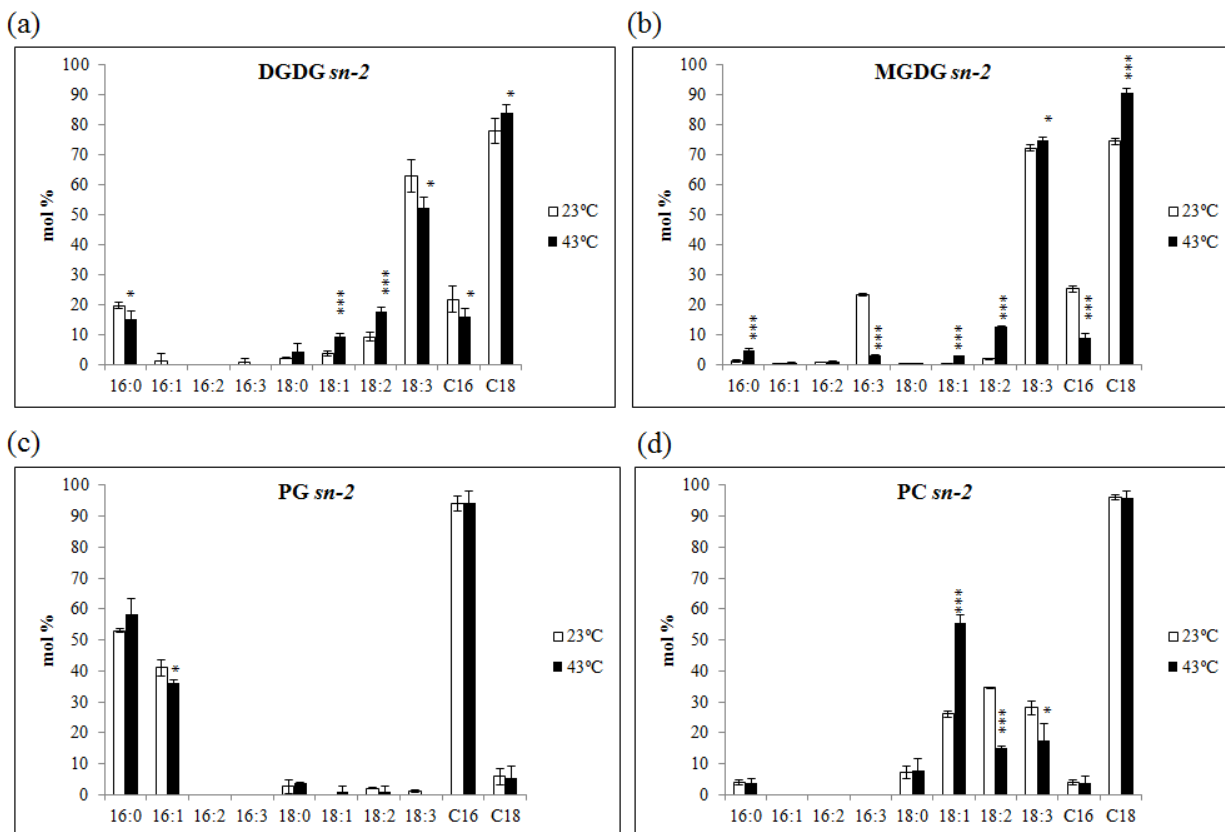 (a)
DGDG sn-2
mol %
100
90
80
70
60
50
40
30
20
10
0
* *** *** * * *
16:0 16:1 16:2 16:3 18:0 18:1 18:2 18:3 C16 C18
23ºC
43ºC
(b)
MGDG sn-2
mol %
100
90
80
70
60
50
40
30
20
10
0
*** *** *** *** * *** ***
16:0 16:1 16:2 16:3 18:0 18:1 18:2 18:3 C16 C18
23ºC
43ºC
(c)
PG sn-2
mol %
100
90
80
70
60
50
40
30
20
10
0
*
16:0 16:1 16:2 16:3 18:0 18:1 18:2 18:3 C16 C18
23ºC
43ºC
(d)
PC sn-2
mol %
100
90
80
70
60
50
40
30
20
10
0
*** *** *
16:0 16:1 16:2 16:3 18:0 18:1 18:2 18:3 C16 C18
23ºC
43ºC